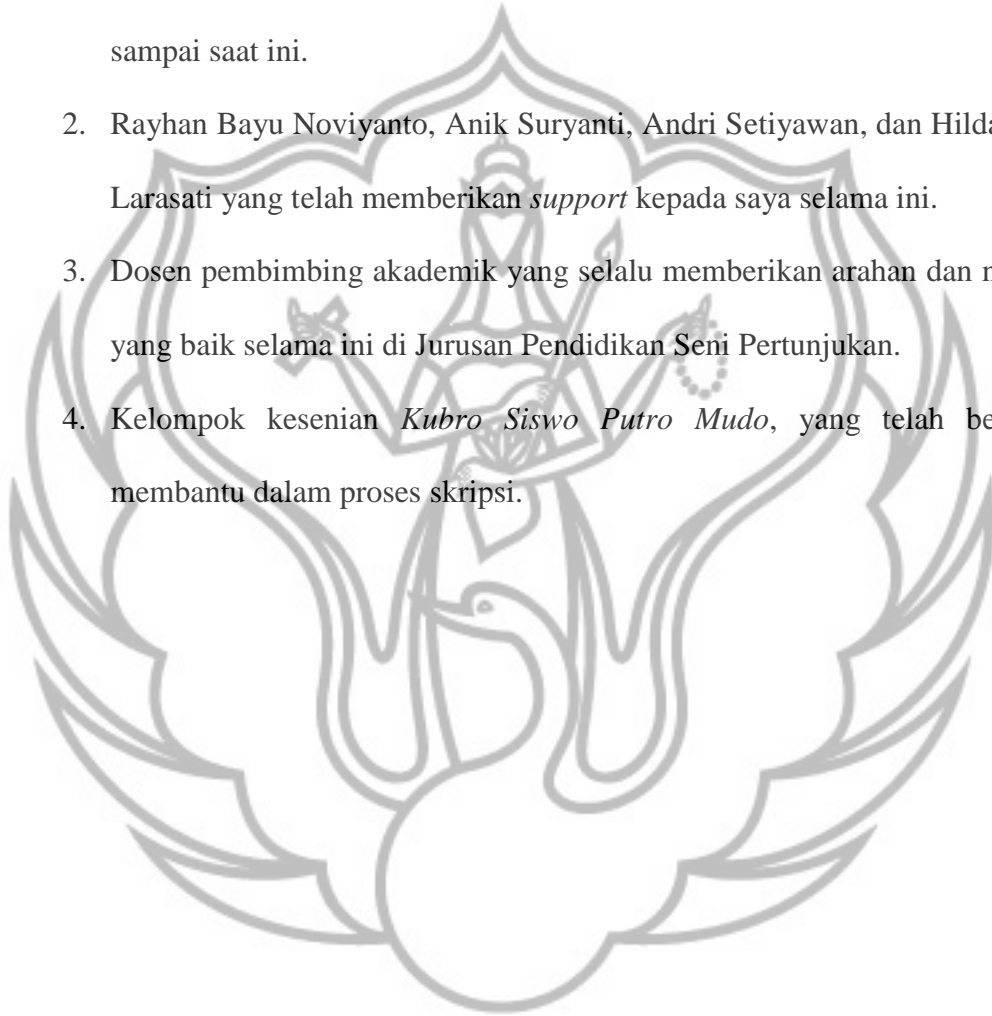 sampai saat ini.
2. Rayhan Bayu Noviyanto, Anik Suryanti, Andri Setiyawan, dan Hilda
Larasati yang telah memberikan support kepada saya selama ini.
3. Dosen pembimbing akademik yang selalu memberikan arahan dan
yang baik selama ini di Jurusan Pendidikan Seni Pertunjukan.
4. Kelompok kesenian Kubro Siswo Putro Mudo, yang telah
membantu dalam proses skripsi.